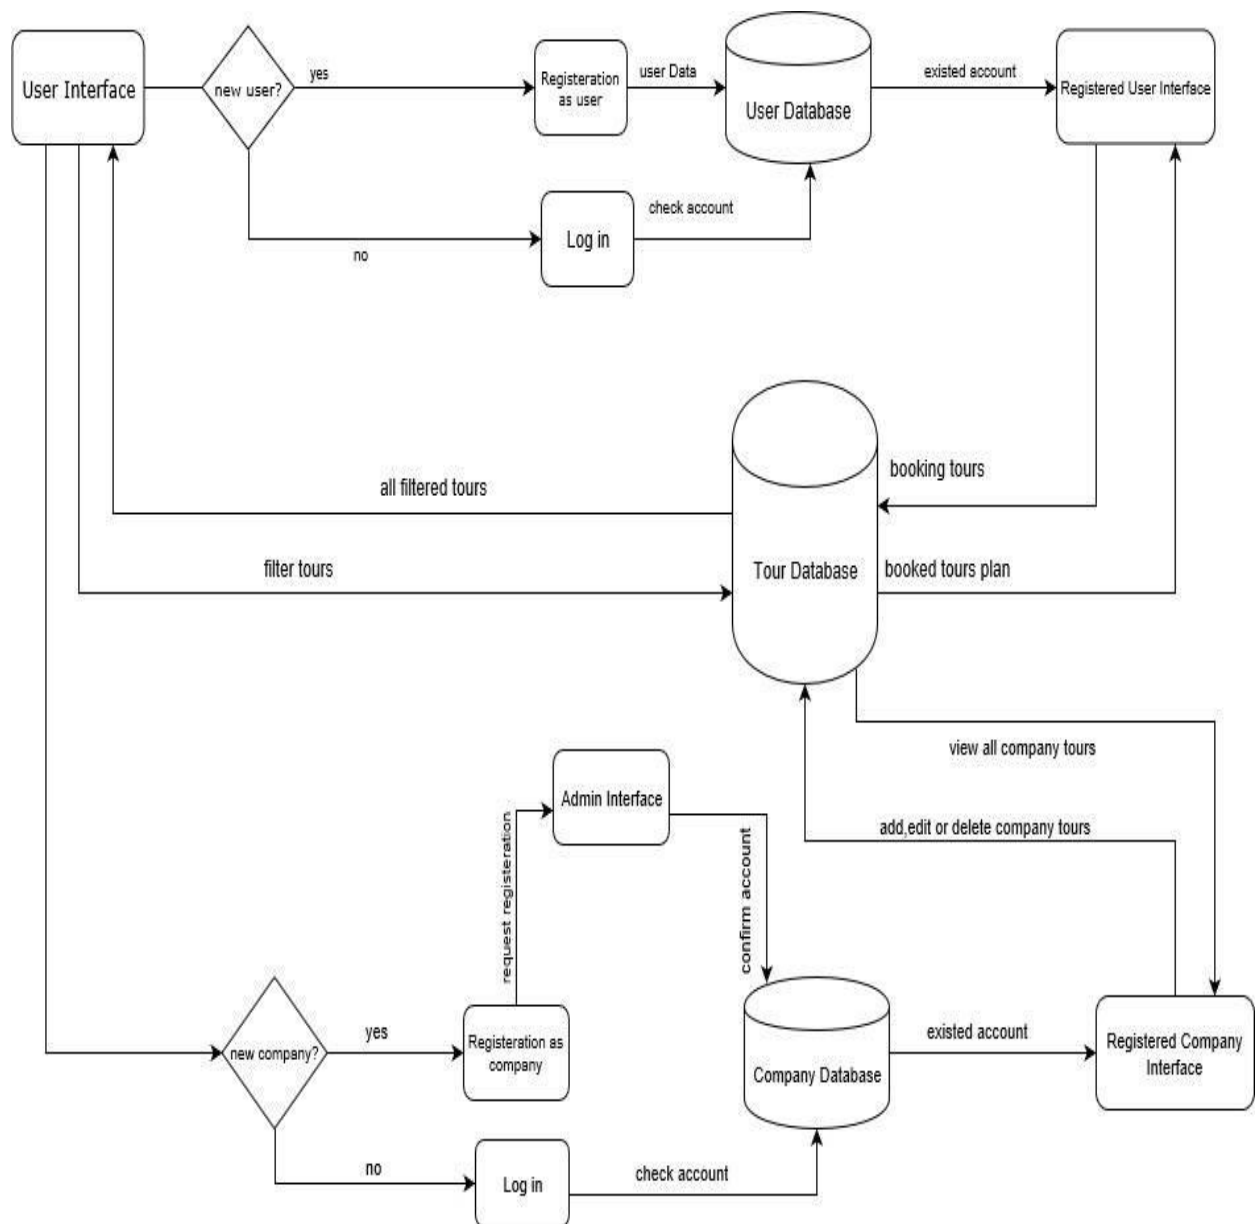 User Interface
new user?
yes
Registeration
as user
user Data
User Database
existed account
Registered User Interface
no
Log in
check account
all filtered tours
filter tours
Tour Database
booking tours
booked tours plan
view all company tours
add,edit or delete company tours
Admin Interface
request registeration
confirm account
new company?
yes
Registeration as
company
Company Database
existed account
Registered Company
Interface
no
Log in
check account